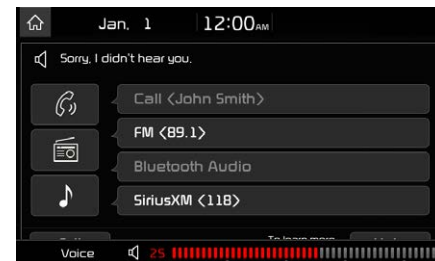 Jan. 1 12:00AM
Sorry, I didn't hear you.
Call <John Smith>
FM <89.1>
Bluetooth Audio
SiriusXM <118>
To learn more
Voice 25